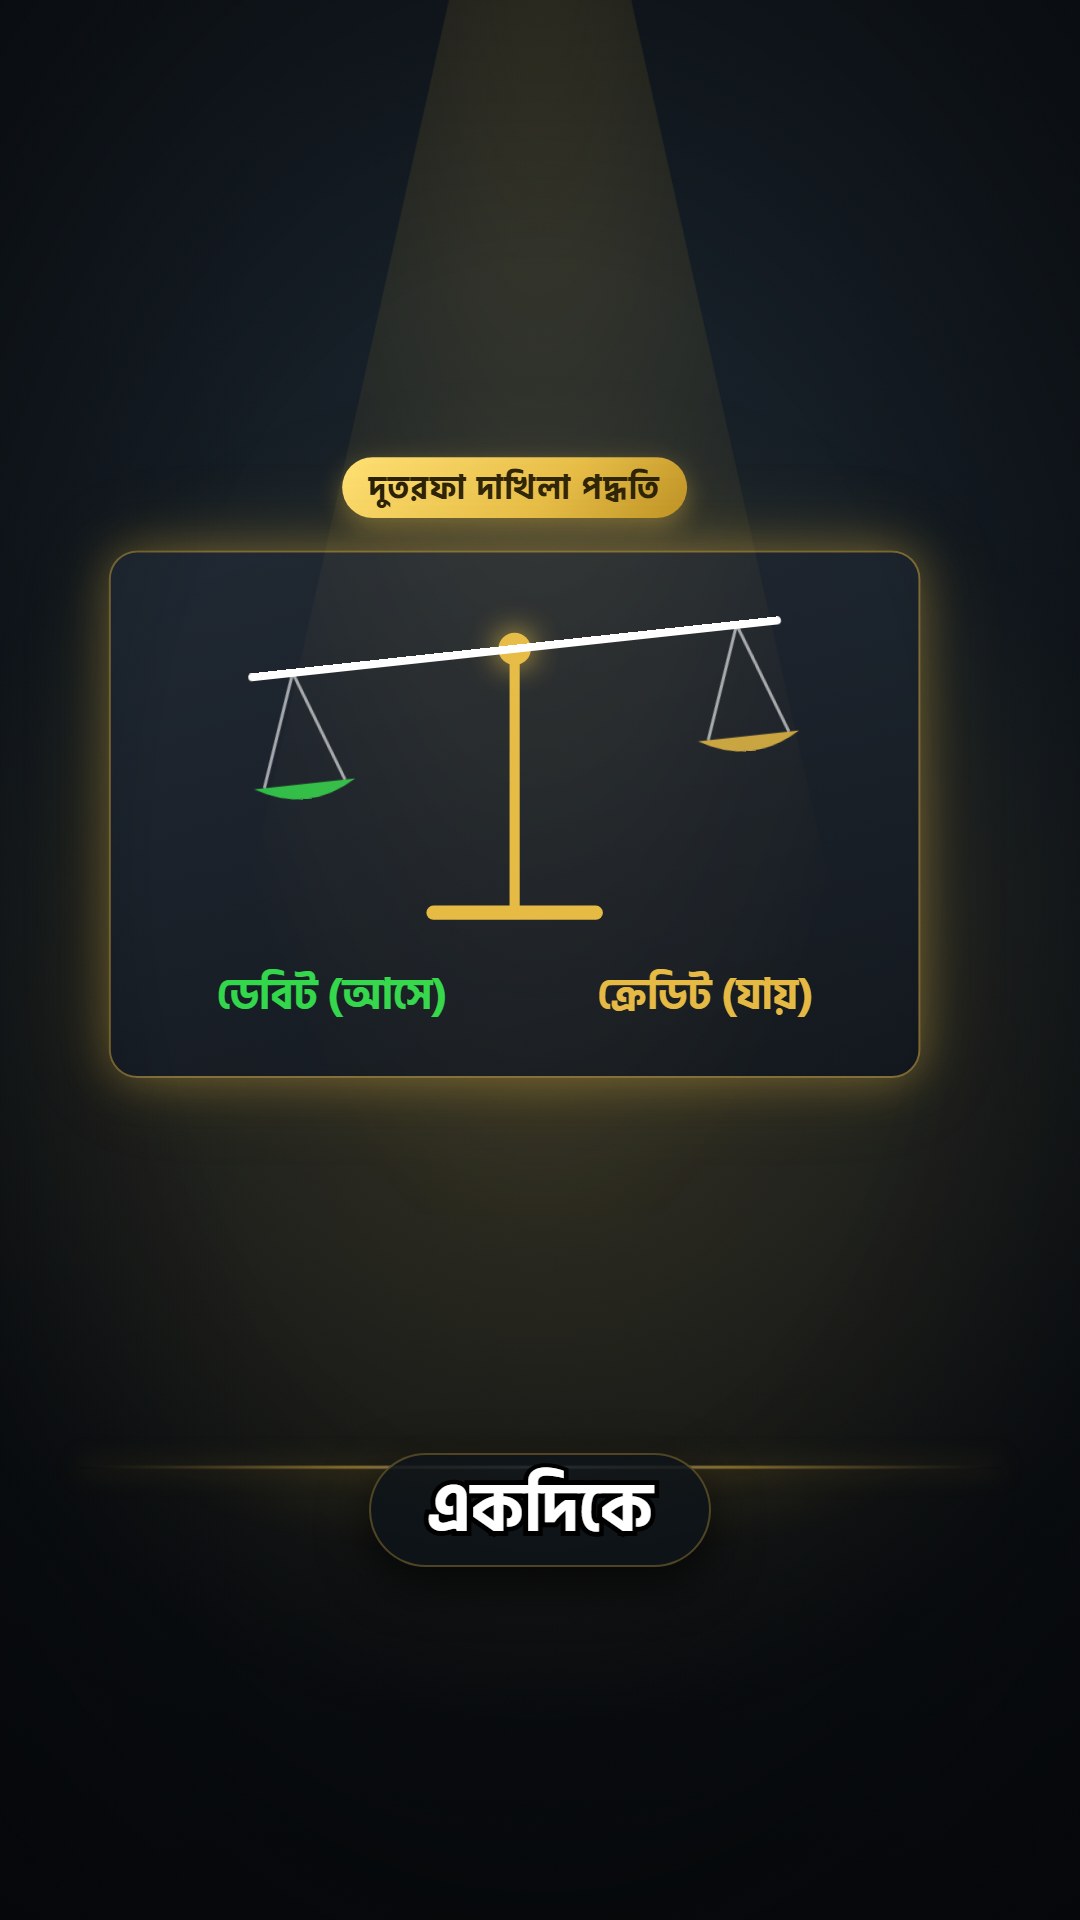 দুতরফা দাখিলা পদ্ধতি
ডেবিট (আসে)
ক্রেডিট (যায়)
একদিকে